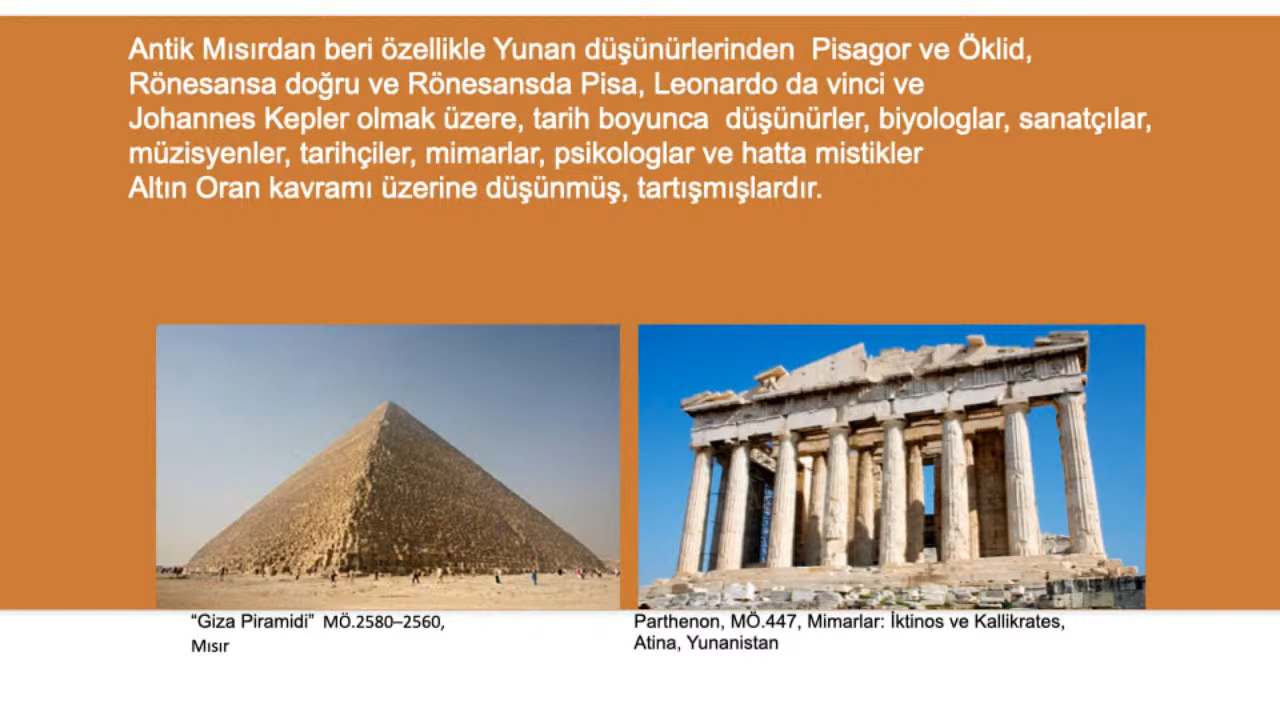 Antik Mısırdan beri özellikle Yunan düşünürlerinden  Pisagor ve Öklid,
Rönesansa doğru ve Rönesansda Pisa, Leonardo da vinci ve
Johannes Kepler olmak üzere, tarih boyunca  düşünürler, biyologlar, sanatçılar,
müzisyenler, tarihçiler, mimarlar, psikologlar ve hatta mistikler
Altın Oran kavramı üzerine düşünmüş, tartışmışlardır.
“Giza Piramidi”  MÖ.2580–2560,
Mısır
Parthenon, MÖ.447, Mimarlar: İktinos ve Kallikrates,
Atina, Yunanistan